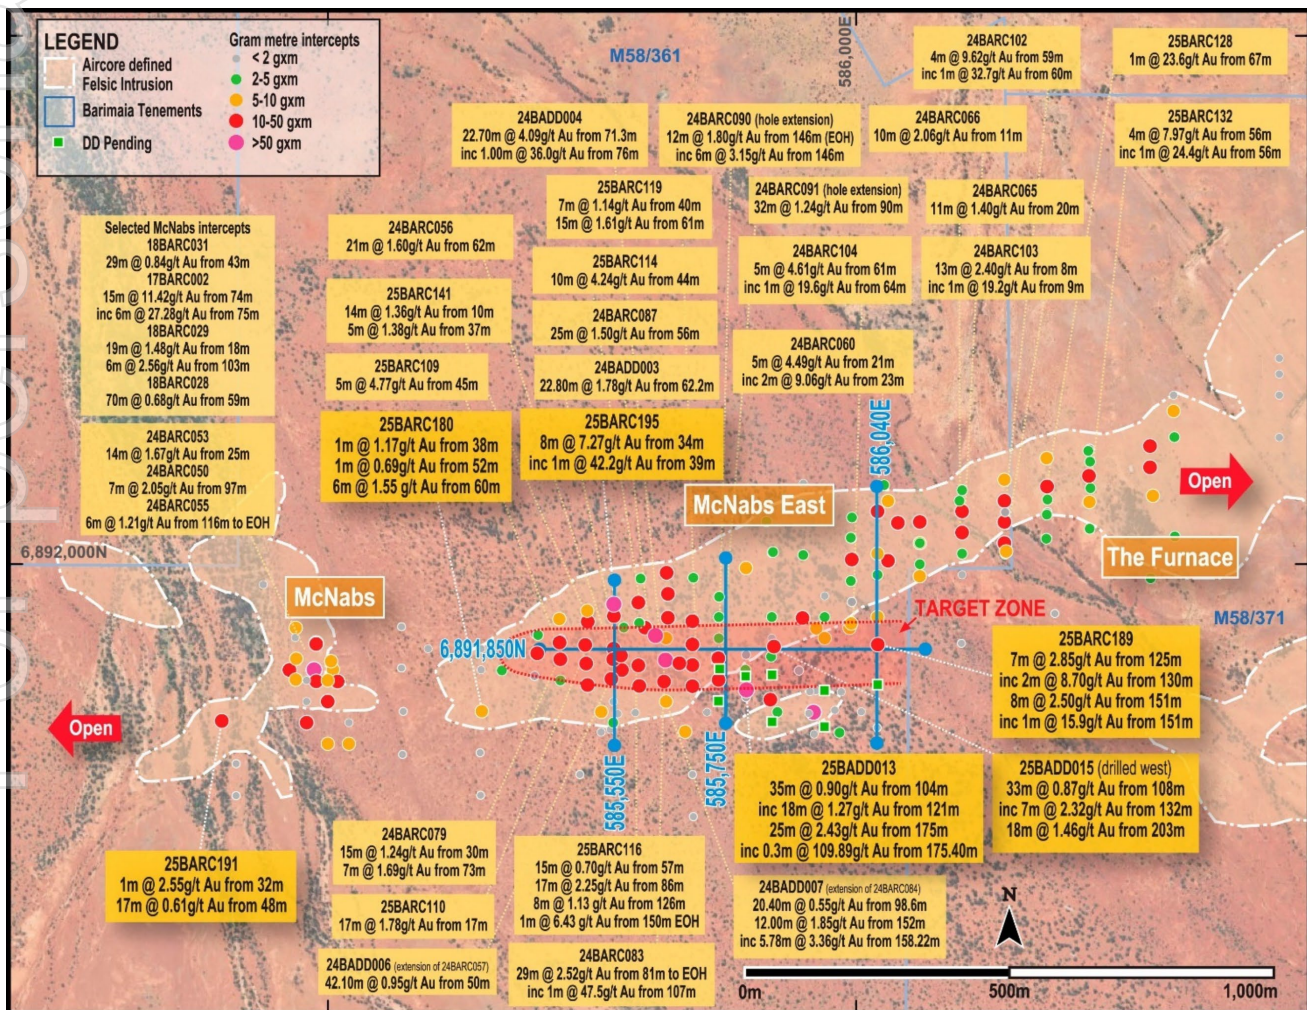 LEGEND
Aircore defined
Felsic Intrusion
Barimaia Tenements
DD Pending
Gram metre intercepts
< 2 gxm
2-5 gxm
5-10 gxm
10-50 gxm
>50 gxm
M58/361
586,000E
24BARC102
4m @ 9.62g/t Au from 59m
inc 1m @ 32.7g/t Au from 60m
25BARC128
1m @ 23.6g/t Au from 67m
24BADD004
22.70m @ 4.09g/t Au from 71.3m
inc 1.00m @ 36.0g/t Au from 76m
24BARC090 (hole extension)
12m @ 1.80g/t Au from 146m (EOH)
inc 6m @ 3.15g/t Au from 146m
24BARC066
10m @ 2.06g/t Au from 11m
25BARC132
4m @ 7.97g/t Au from 56m
inc 1m @ 24.4g/t Au from 56m
25BARC119
7m @ 1.14g/t Au from 40m
15m @ 1.61g/t Au from 61m
24BARC091 (hole extension)
32m @ 1.24g/t Au from 90m
24BARC065
11m @ 1.40g/t Au from 20m
Selected McNabs intercepts
18BARC031
29m @ 0.84g/t Au from 43m
17BARC002
15m @ 11.42g/t Au from 74m
inc 6m @ 27.28g/t Au from 75m
18BARC029
19m @ 1.48g/t Au from 18m
6m @ 2.56g/t Au from 103m
18BARC028
70m @ 0.68g/t Au from 59m
24BARC056
21m @ 1.60g/t Au from 62m
25BARC114
10m @ 4.24g/t Au from 44m
24BARC104
5m @ 4.61g/t Au from 61m
inc 1m @ 19.6g/t Au from 64m
24BARC103
13m @ 2.40g/t Au from 8m
inc 1m @ 19.2g/t Au from 9m
25BARC141
14m @ 1.36g/t Au from 10m
5m @ 1.38g/t Au from 37m
24BARC087
25m @ 1.50g/t Au from 56m
24BARC060
5m @ 4.49g/t Au from 21m
inc 2m @ 9.06g/t Au from 23m
25BARC109
5m @ 4.77g/t Au from 45m
24BADD003
22.80m @ 1.78g/t Au from 62.2m
25BARC180
1m @ 1.17g/t Au from 38m
1m @ 0.69g/t Au from 52m
6m @ 1.55 g/t Au from 60m
25BARC195
8m @ 7.27g/t Au from 34m
inc 1m @ 42.2g/t Au from 39m
586,040E
24BARC053
14m @ 1.67g/t Au from 25m
24BARC050
7m @ 2.05g/t Au from 97m
24BARC055
6m @ 1.21g/t Au from 116m to EOH
McNabs East
Open
6,892,000N
The Furnace
McNabs
TARGET ZONE
M58/371
6,891,850N
25BARC189
7m @ 2.85g/t Au from 125m
inc 2m @ 8.70g/t Au from 130m
8m @ 2.50g/t Au from 151m
inc 1m @ 15.9g/t Au from 151m
Open
585,550E
585,750E
25BADD013
35m @ 0.90g/t Au from 104m
inc 18m @ 1.27g/t Au from 121m
25m @ 2.43g/t Au from 175m
inc 0.3m @ 109.89g/t Au from 175.40m
25BADD015 (drilled west)
33m @ 0.87g/t Au from 108m
inc 7m @ 2.32g/t Au from 132m
18m @ 1.46g/t Au from 203m
25BARC191
1m @ 2.55g/t Au from 32m
17m @ 0.61g/t Au from 48m
24BARC079
15m @ 1.24g/t Au from 30m
7m @ 1.69g/t Au from 73m
25BARC116
15m @ 0.70g/t Au from 57m
17m @ 2.25g/t Au from 86m
8m @ 1.13 g/t Au from 126m
1m @ 6.43 g/t Au from 150m EOH
24BADD007 (extension of 24BARC084)
20.40m @ 0.55g/t Au from 98.6m
12.00m @ 1.85g/t Au from 152m
inc 5.78m @ 3.36g/t Au from 158.22m
25BARC110
17m @ 1.78g/t Au from 17m
24BADD006 (extension of 24BARC057)
42.10m @ 0.95g/t Au from 50m
24BARC083
29m @ 2.52g/t Au from 81m to EOH
inc 1m @ 47.5g/t Au from 107m
N
0m
500m
1,000m